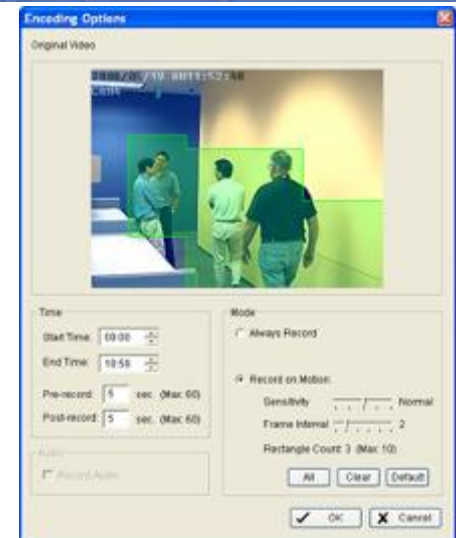 Encoding Options
Original Video
Time
Start Time: 00:00
End Time:
Pre-record: 5 sec. (Max: 60)
Post-record: 5 sec. (Max: 60)
Audio
Record Audio
Mode
Always Record
Record on Motion:
Sensitivity Normal
Frame Interval 2
Rectangle Count: 3 (Max: 10)
All Clear Default
OK Cancel